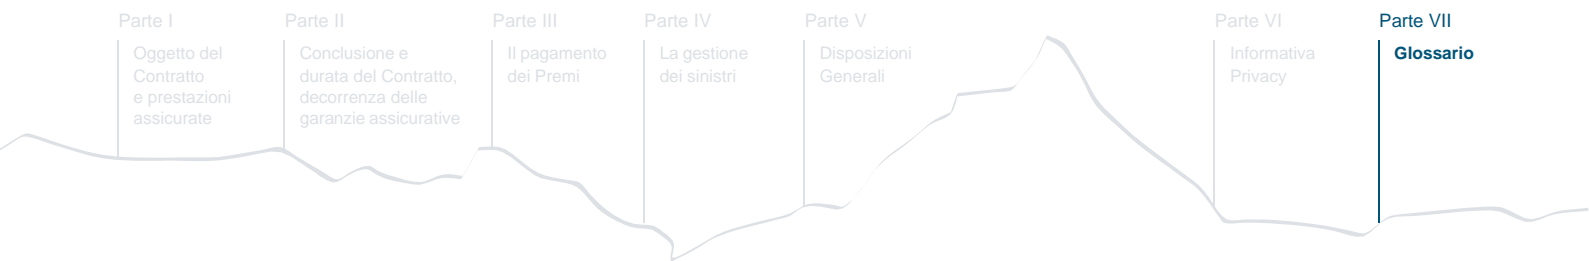 Parte I
Oggetto del
Contratto
e prestazioni
assicurate
Parte II
Conclusione e
durata del Contratto,
decorrenza delle
garanzie assicurative
Parte III
Il pagamento
dei Premi
Parte IV
La gestione
dei sinistri
Parte V
Disposizioni
Generali
Parte VI
Informativa
Privacy
Parte VII
Glossario